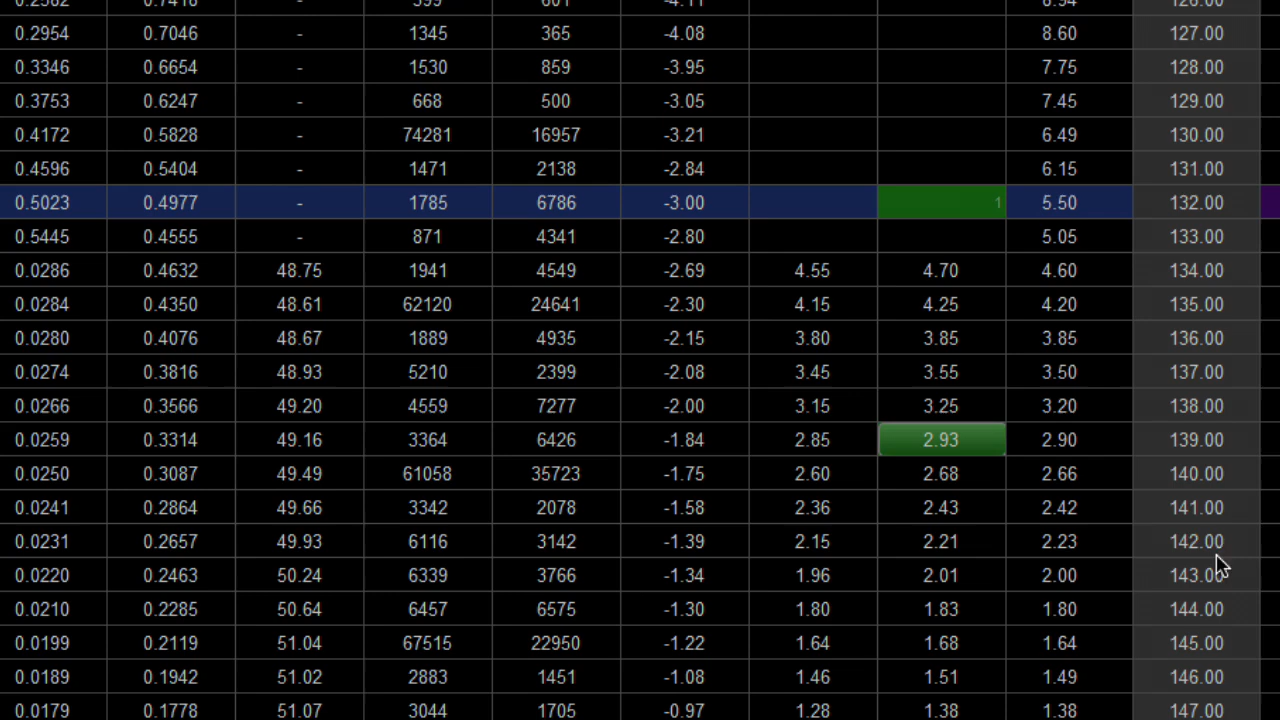 0.2954 0.7046 - 1345 365 -4.08 8.60 127.00
0.3346 0.6654 - 1530 859 -3.95 7.75 128.00
0.3753 0.6247 - 668 500 -3.05 7.45 129.00
0.4172 0.5828 - 74281 16957 -3.21 6.49 130.00
0.4596 0.5404 - 1471 2138 -2.84 6.15 131.00
0.5023 0.4977 - 1785 6786 -3.00 1 5.50 132.00
0.5445 0.4555 - 871 4341 -2.80 5.05 133.00
0.0286 0.4632 48.75 1941 4549 -2.69 4.55 4.70 4.60 134.00
0.0284 0.4350 48.61 62120 24641 -2.30 4.15 4.25 4.20 135.00
0.0280 0.4076 48.67 1889 4935 -2.15 3.80 3.85 3.85 136.00
0.0274 0.3816 48.93 5210 2399 -2.08 3.45 3.55 3.50 137.00
0.0266 0.3566 49.20 4559 7277 -2.00 3.15 3.25 3.20 138.00
0.0259 0.3314 49.16 3364 6426 -1.84 2.85 2.93 2.90 139.00
0.0250 0.3087 49.49 61058 35723 -1.75 2.60 2.68 2.66 140.00
0.0241 0.2864 49.66 3342 2078 -1.58 2.36 2.43 2.42 141.00
0.0231 0.2657 49.93 6116 3142 -1.39 2.15 2.21 2.23 142.00
0.0220 0.2463 50.24 6339 3766 -1.34 1.96 2.01 2.00 143.00
0.0210 0.2285 50.64 6457 6575 -1.30 1.80 1.83 1.80 144.00
0.0199 0.2119 51.04 67515 22950 -1.22 1.64 1.68 1.64 145.00
0.0189 0.1942 51.02 2883 1451 -1.08 1.46 1.51 1.49 146.00
0.0179 0.1778 51.07 3044 1705 -0.97 1.28 1.38 1.38 147.00